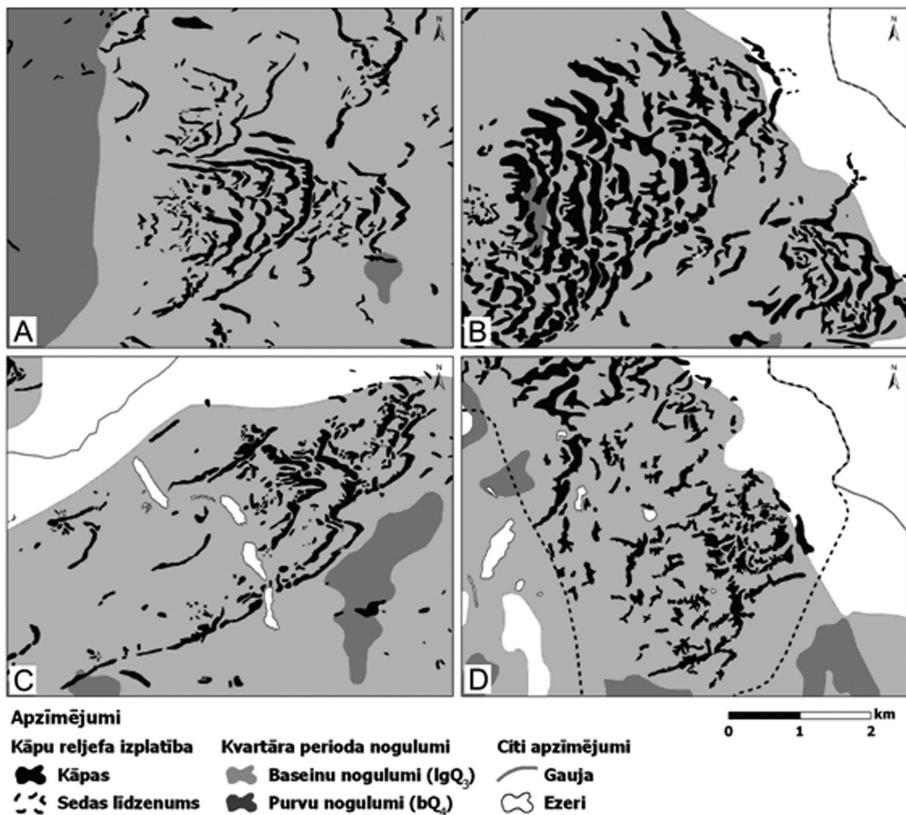 N
N
A
B
N
N
C
D
Apzīmējumi
Kāpu reljefa izplatība
Kāpas
Sedas līdzenums
Kvartāra perioda nogulumi
Baseinu nogulumi (lgQ3)
Purvu nogulumi (bQ4)
Citi apzīmējumi
Gauja
Ezeri
0 1 2 km